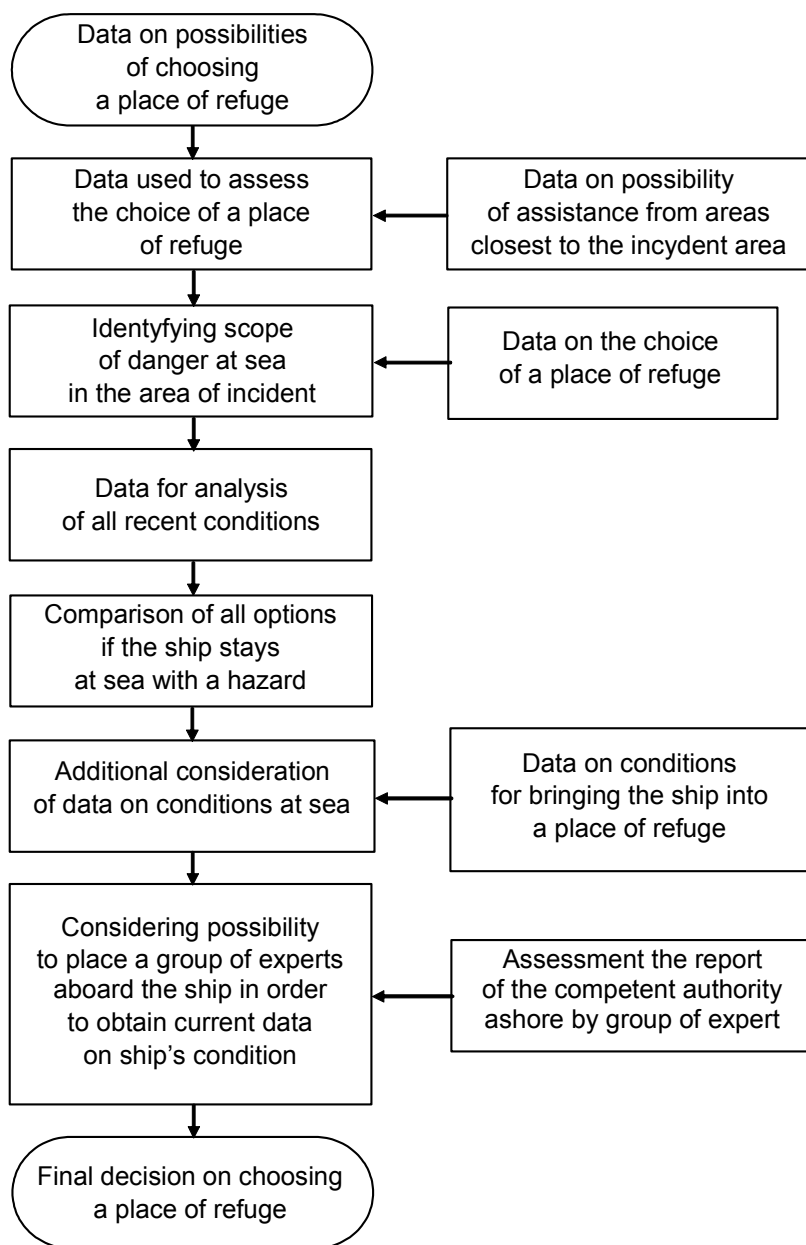 Data on possibilities
of choosing
a place of refuge
Data used to assess
the choice of a place
of refuge
Data on possibility
of assistance from areas
closest to the incydent area
Identyfying scope
of danger at sea
in the area of incident
Data on the choice
of a place of refuge
Data for analysis
of all recent conditions
Comparison of all options
if the ship stays
at sea with a hazard
Additional consideration
of data on conditions at sea
Data on conditions
for bringing the ship into
a place of refuge
Considering possibility
to place a group of experts
aboard the ship in order
to obtain current data
on ship’s condition
Assessment the report
of the competent authority
ashore by group of expert
Final decision on choosing
a place of refuge